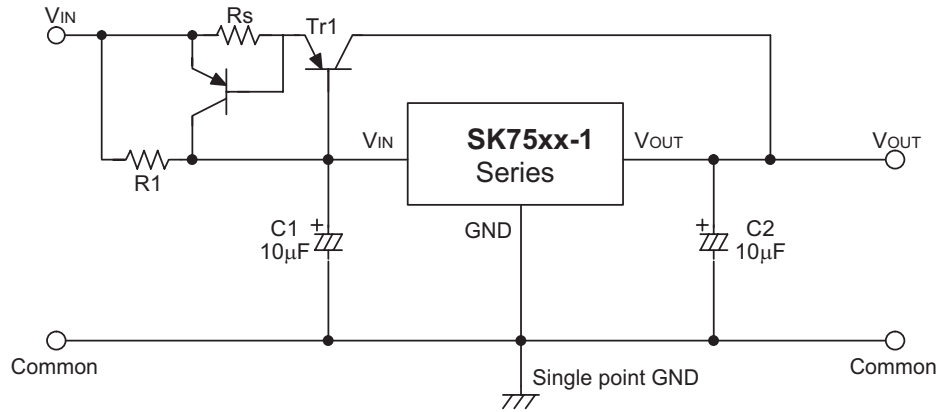 VIN
Rs
Tr1
R1
VIN
SK75xx-1
Series
VOUT
VOUT
GND
C1
10μF
+
C2
10μF
+
Common
Single point GND
Common